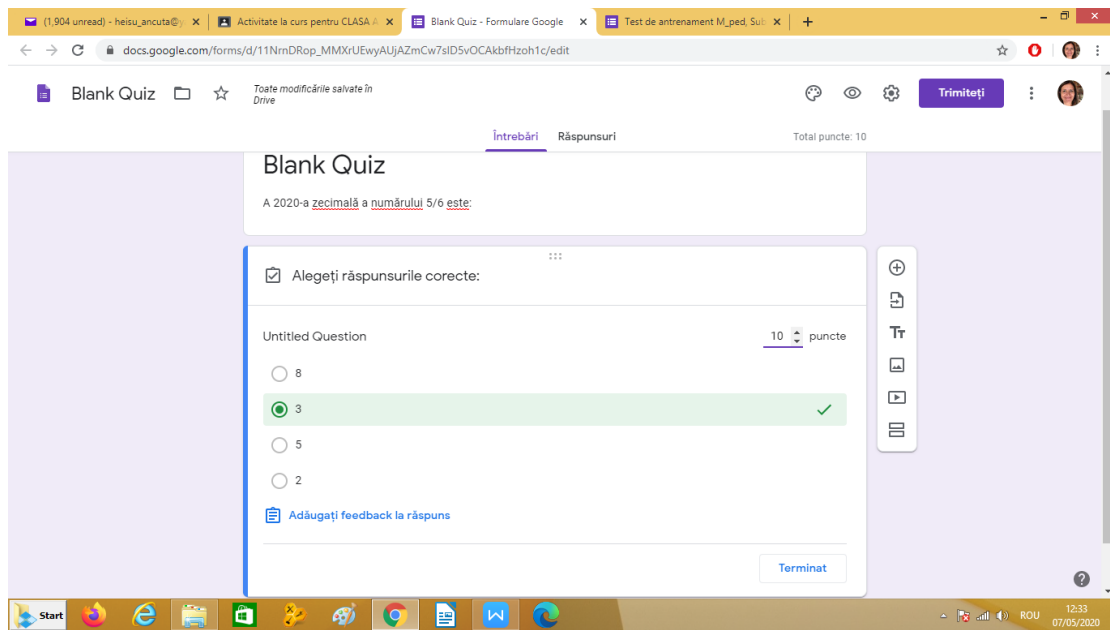 (1,904 unread) - heisu_ancuta@y
Activitate la curs pentru CLASA A
Blank Quiz - Formulare Google
Test de antrenament M_ped, Sub
docs.google.com/forms/d/11NrnDRop_MMXrUEwyAUjAZmCw7sID5vOCAkbfHzoh1c/edit
Blank Quiz
Toate modificările salvate în
Drive
Trimiteți
Întrebări
Răspunsuri
Total puncte: 10
Blank Quiz
A 2020-a zecimală a numărului 5/6 este:
Alegeți răspunsurile corecte:
Untitled Question
10 puncte
8
3
5
2
Adăugați feedback la răspuns
Terminat
Start
ROU
12:33
07/05/2020